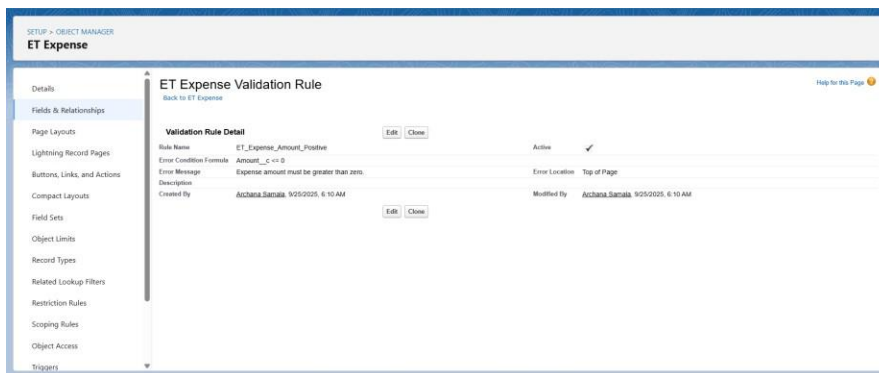 SETUP > OBJECT MANAGER
ET Expense
Details
Fields & Relationships
Page Layouts
Lightning Record Pages
Buttons, Links, and Actions
Compact Layouts
Field Sets
Object Limits
Record Types
Related Lookup Filters
Restriction Rules
Scoping Rules
Object Access
Triggers
ET Expense Validation Rule
Back to ET Expense
Help for this Page
Validation Rule Detail Edit Clone
Rule Name ET_Expense_Amount_Positive Active ✓
Error Condition Formula Amount__c <= 0
Error Message Expense amount must be greater than zero. Error Location Top of Page
Description
Created By Archana Samala, 9/25/2025, 6:10 AM Modified By Archana Samala, 9/25/2025, 6:10 AM
Edit Clone